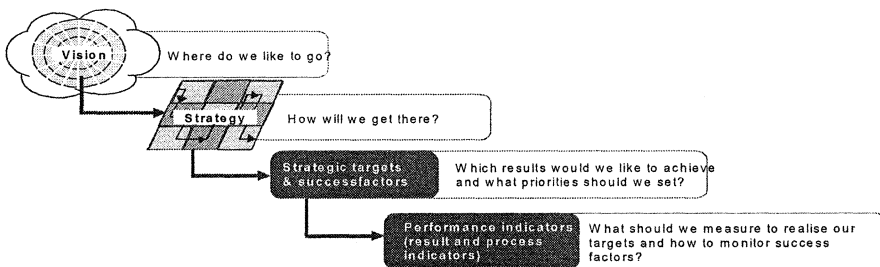 Vision
Where do we like to go?
Strategy
How will we get there?
Strategic targets
& successfactors
Which results would we like to achieve
and what priorities should we set?
Performance indicators
(result and process
indicators)
What should we measure to realise our
targets and how to monitor success
factors?